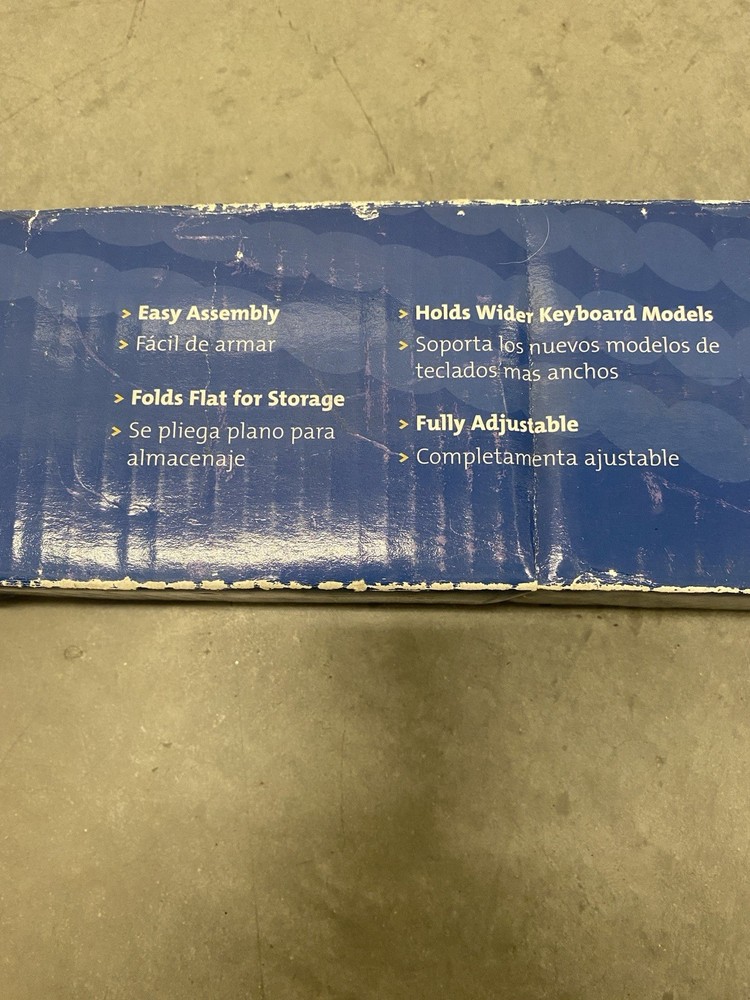 > Easy Assembly
> Fácil de armar
> Folds Flat for Storage
> Se pliega plano para
almacenaje
> Holds Wider Keyboard Models
> Soporta los nuevos modelos de
teclados mas anchos
> Fully Adjustable
> Completamenta ajustable